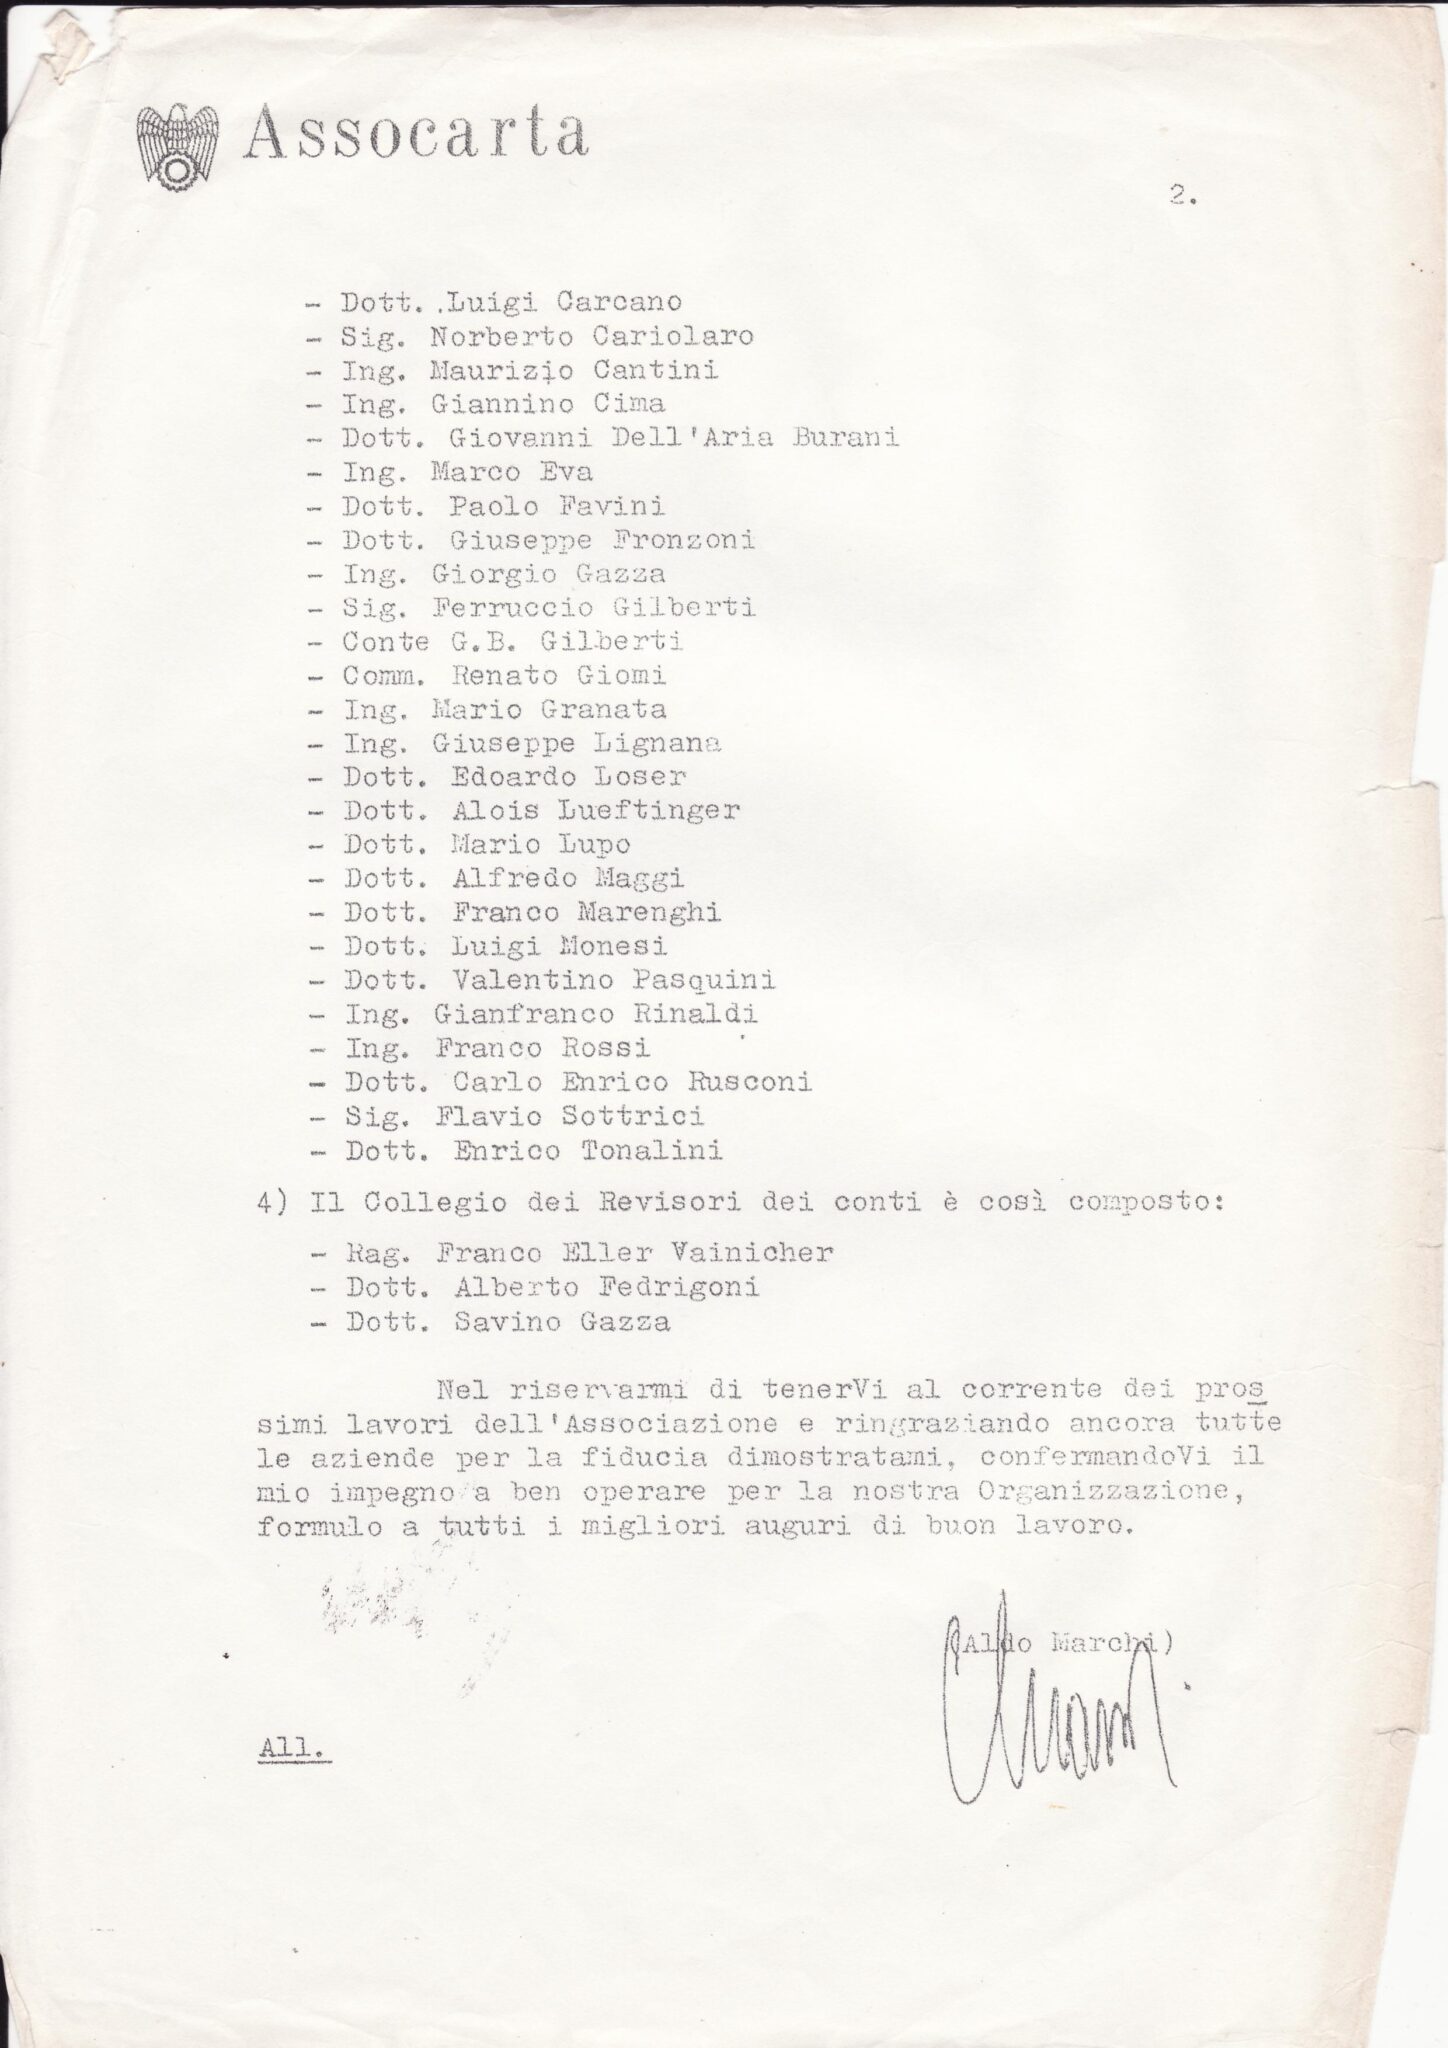 Assocarta
2.
- Dott. .Luigi Carcano
- Sig. Norberto Cariolaro
- Ing. Maurizio Cantini
- Ing. Giannino Cima
- Dott. Giovanni Dell'Aria Burani
- Ing. Marco Eva
- Dott. Paolo Favini
- Dott. Giuseppe Fronzoni
- Ing. Giorgio Gazza
- Sig. Ferruccio Gilberti
- Conte G.B. Gilberti
- Comm. Renato Giomi
- Ing. Mario Granata
- Ing. Giuseppe Lignana
- Dott. Edoardo Loser
- Dott. Alois Lueftinger
- Dott. Mario Lupo
- Dott. Alfredo Maggi
- Dott. Franco Marenghi
- Dott. Luigi Monesi
- Dott. Valentino Pasquini
- Ing. Gianfranco Rinaldi
- Ing. Franco Rossi
- Dott. Carlo Enrico Rusconi
- Sig. Flavio Sottrici
- Dott. Enrico Tonalini
4) Il Collegio dei Revisori dei conti è così composto:
- Rag. Franco Eller Vainicher
- Dott. Alberto Fedrigoni
- Dott. Savino Gazza
Nel riservarmi di tenerVi al corrente dei pros
simi lavori dell'Associazione e ringraziando ancora tutte
le aziende per la fiducia dimostratami, confermandoVi il
mio impegno a ben operare per la nostra Organizzazione,
formulo a tutti i migliori auguri di buon lavoro.
(Aldo Marchi)
All.